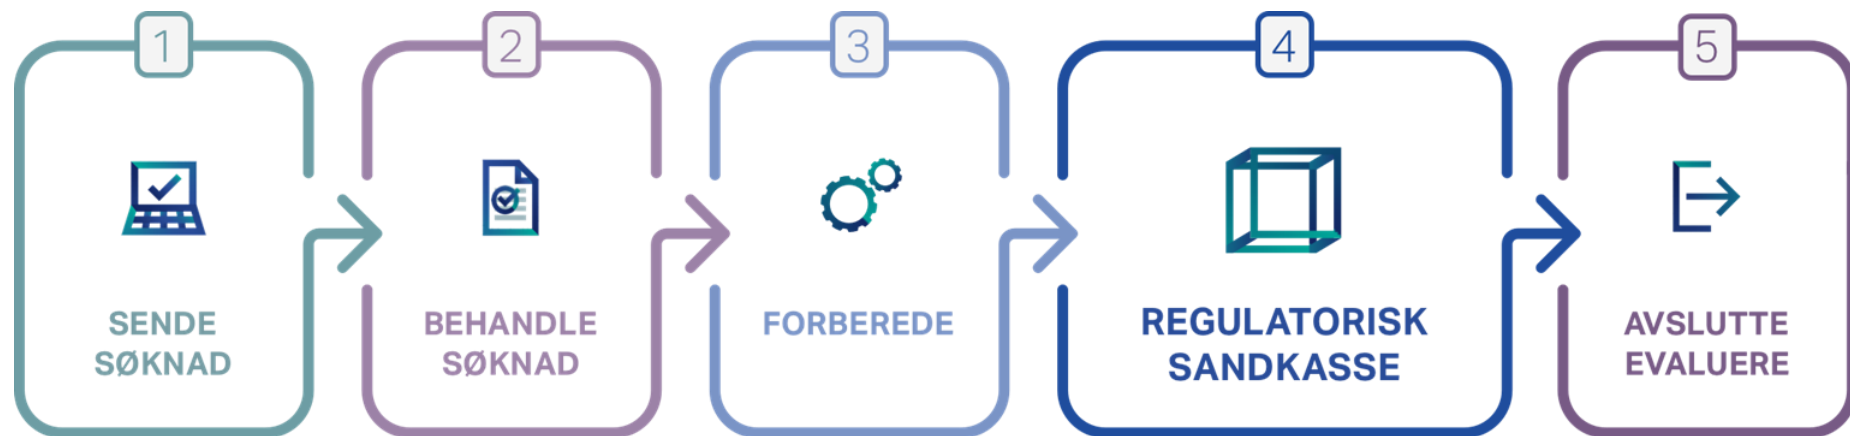 1
SENDE
SØKNAD
2
BEHANDLE
SØKNAD
3
FORBEREDE
4
REGULATORISK
SANDKASSE
5
AVSLUTTE
EVALUERE